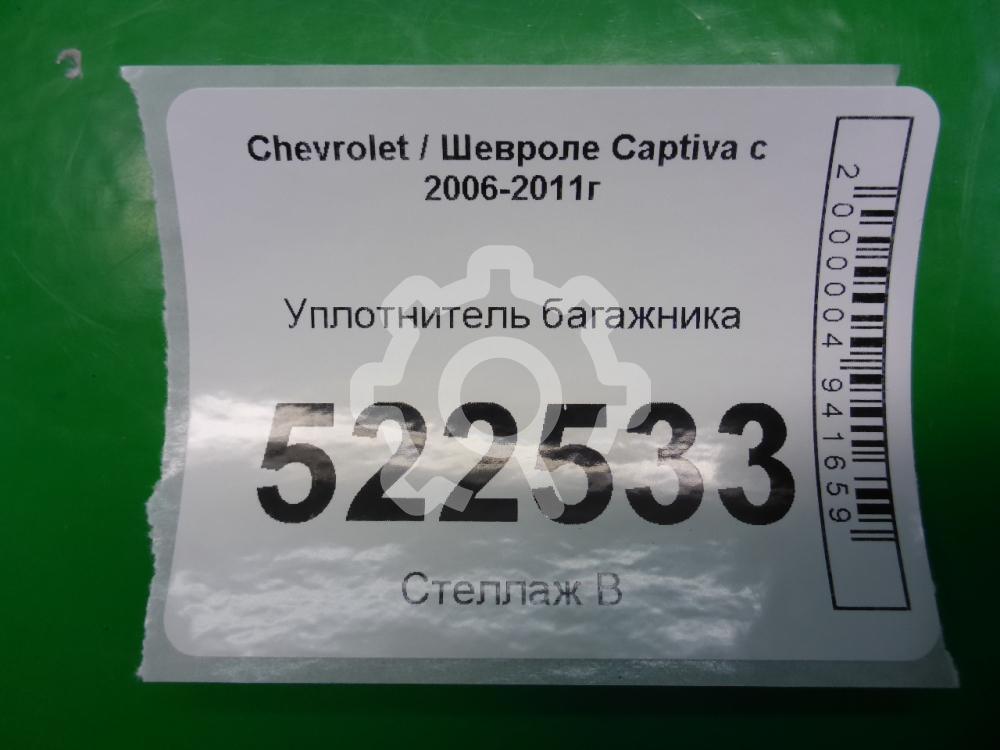 Chevrolet / Шевроле Captiva с
2006-2011г
Уплотнитель багажника
522533
Стеллаж В
2000004941659